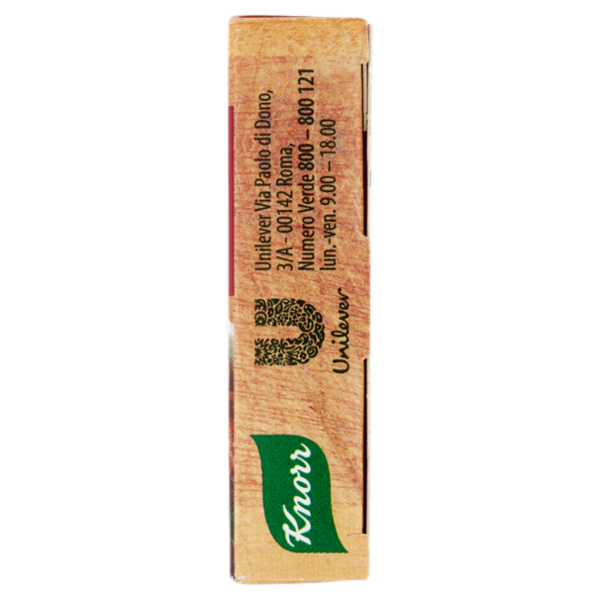 Knorr
Unilever
Unilever Via Paolo di Dono,
3/A - 00142 Roma,
Numero Verde 800 – 800 121
lun.-ven. 9.00 – 18.00